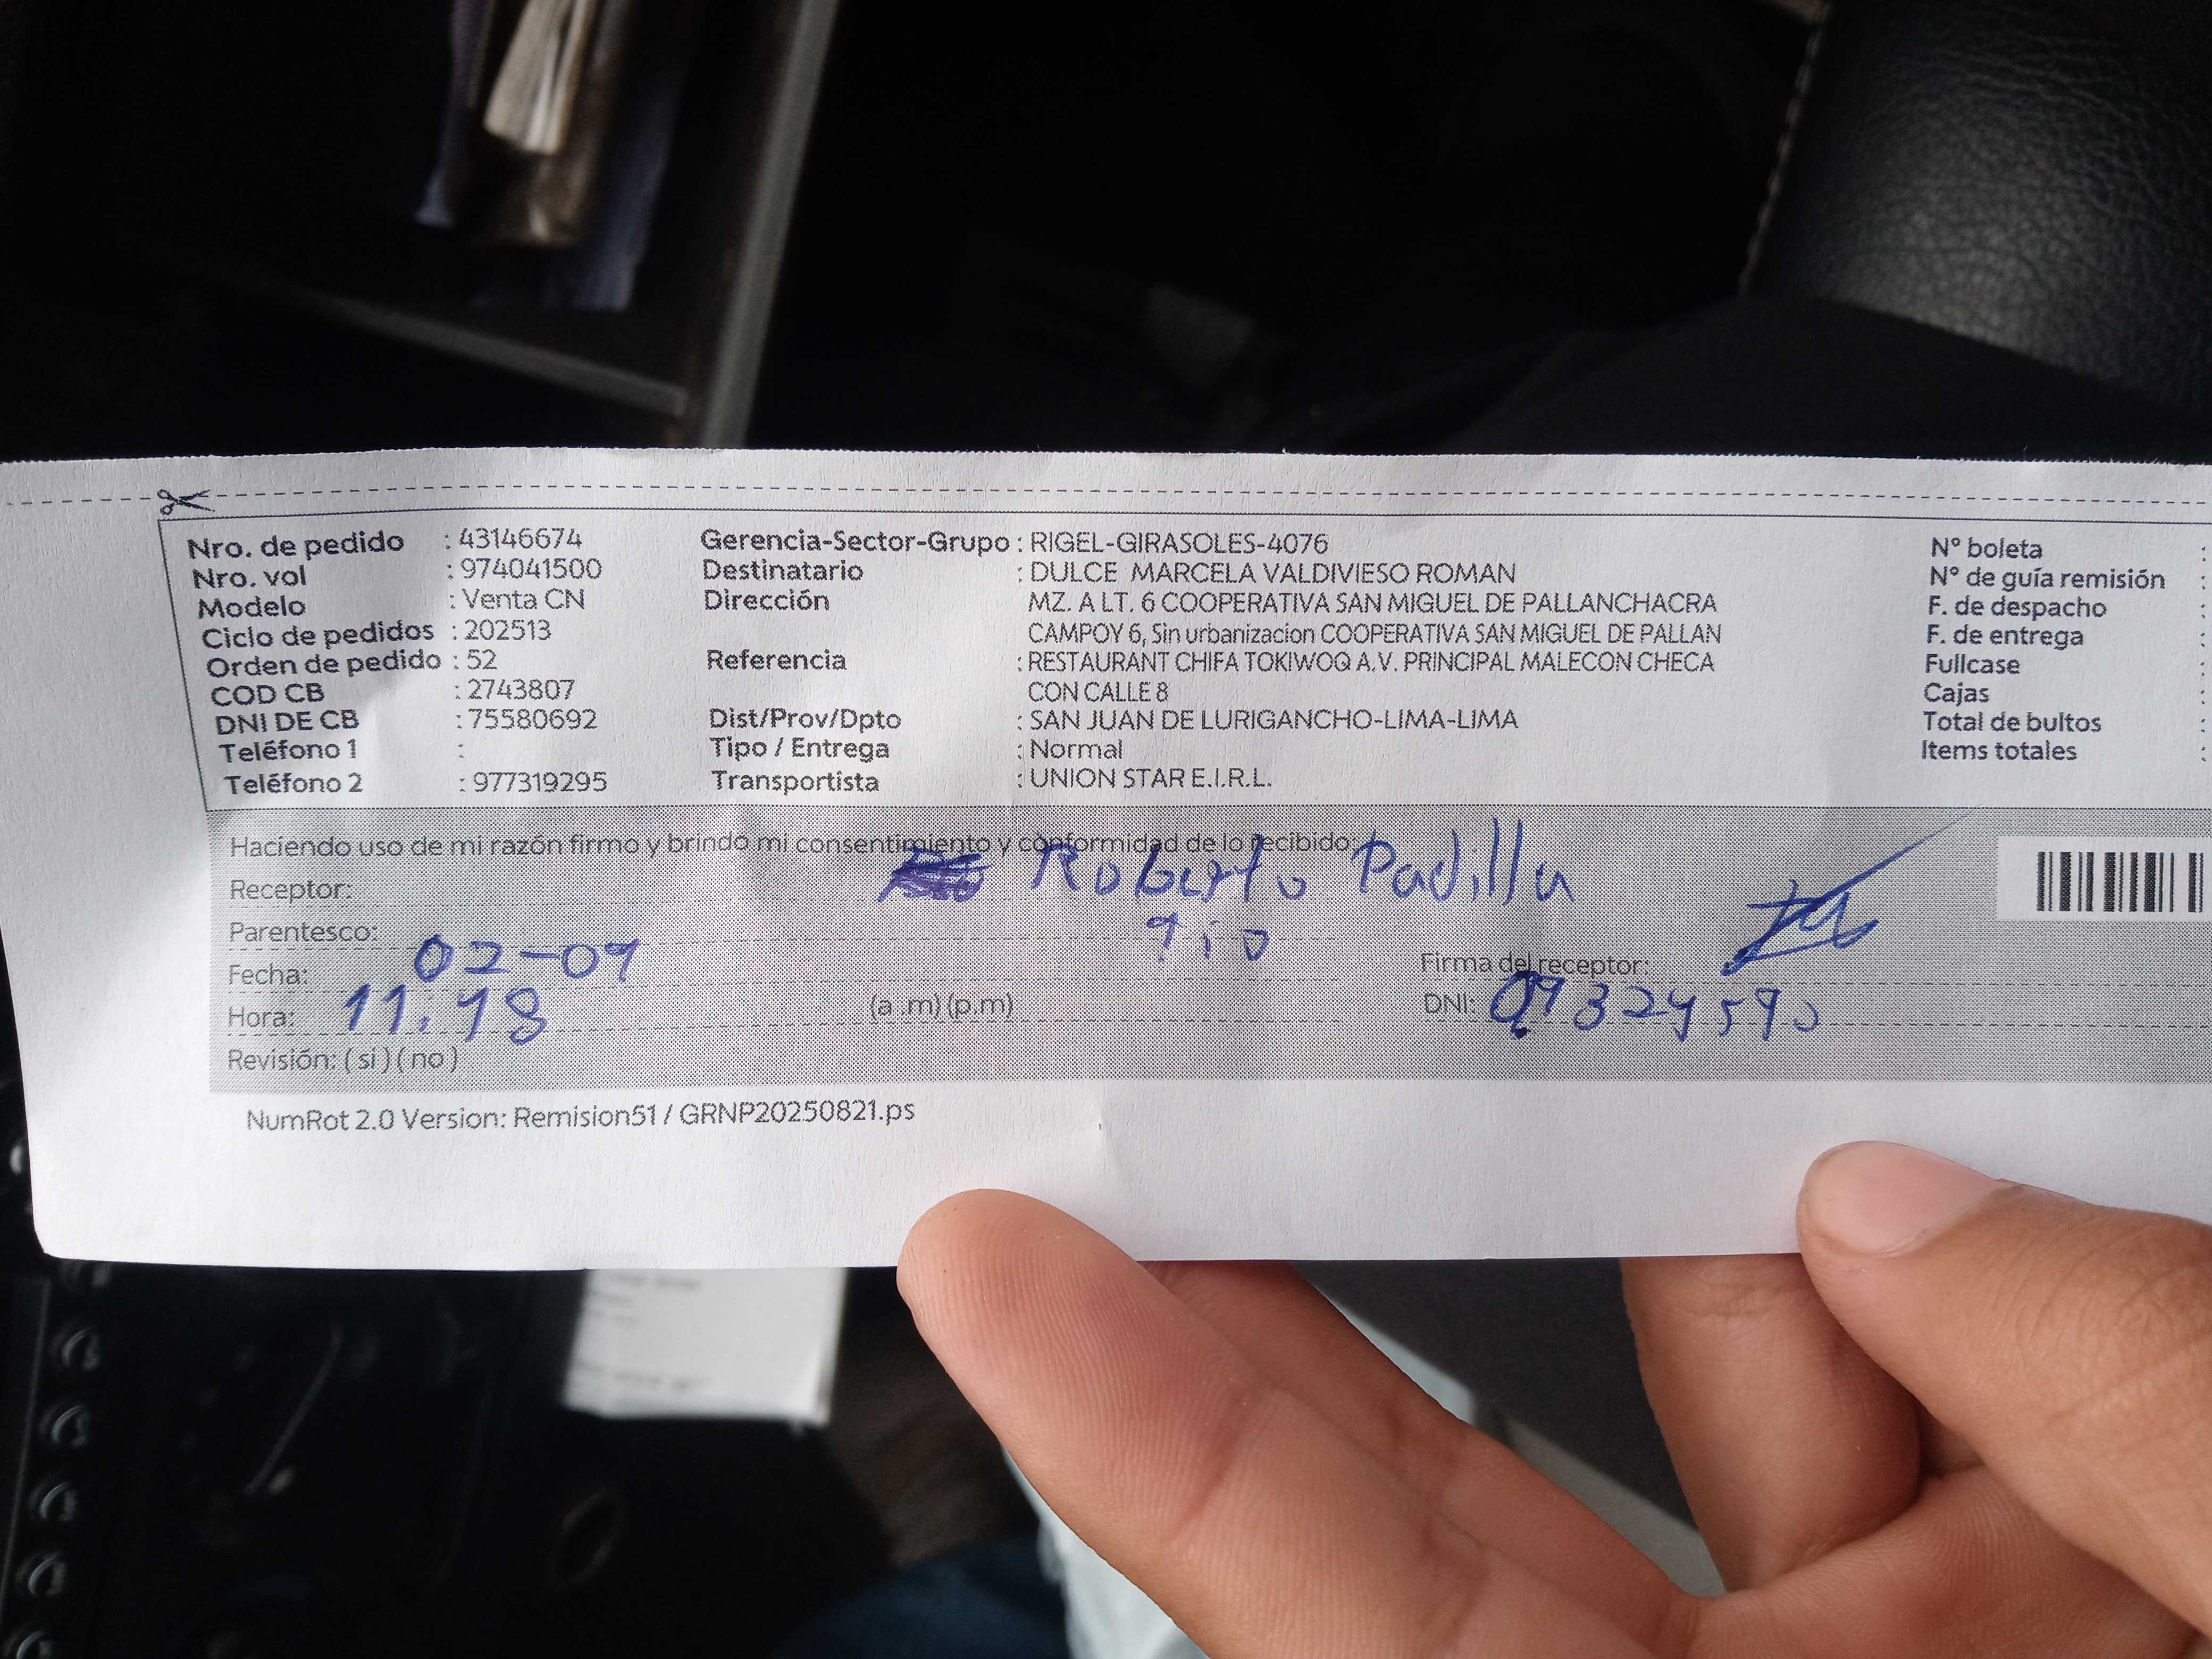 Nro. de pedido : 43146674 Gerencia-Sector-Grupo : RIGEL-GIRASOLES-4076 N° boleta :
Nro. vol : 974041500 Destinatario : DULCE MARCELA VALDIVIESO ROMAN N° de guía remisión :
Modelo : Venta CN Dirección MZ. A LT. 6 COOPERATIVA SAN MIGUEL DE PALLANCHACRA F. de despacho :
Ciclo de pedidos : 202513 CAMPOY 6, Sin urbanizacion COOPERATIVA SAN MIGUEL DE PALLAN F. de entrega :
Orden de pedido : 52 Referencia : RESTAURANT CHIFA TOKIWOQ A.V. PRINCIPAL MALECON CHECA Fullcase :
COD CB : 2743807 CON CALLE 8 Cajas :
DNI DE CB : 75580692 Dist/Prov/Dpto : SAN JUAN DE LURIGANCHO-LIMA-LIMA Total de bultos :
Teléfono 1 : Tipo / Entrega : Normal Items totales :
Teléfono 2 : 977319295 Transportista : UNION STAR E.I.R.L.
Haciendo uso de mi razón firmo y brindo mi consentimiento y conformidad de lo recibido:
Receptor: Roberto Padilla
Parentesco: Tio
Fecha: 02-09 Firma del receptor:
Hora: 11.18 (a .m) (p.m) DNI:
Revisión: ( si ) ( no )
NumRot 2.0 Version: Remision51 / GRNP20250821.ps